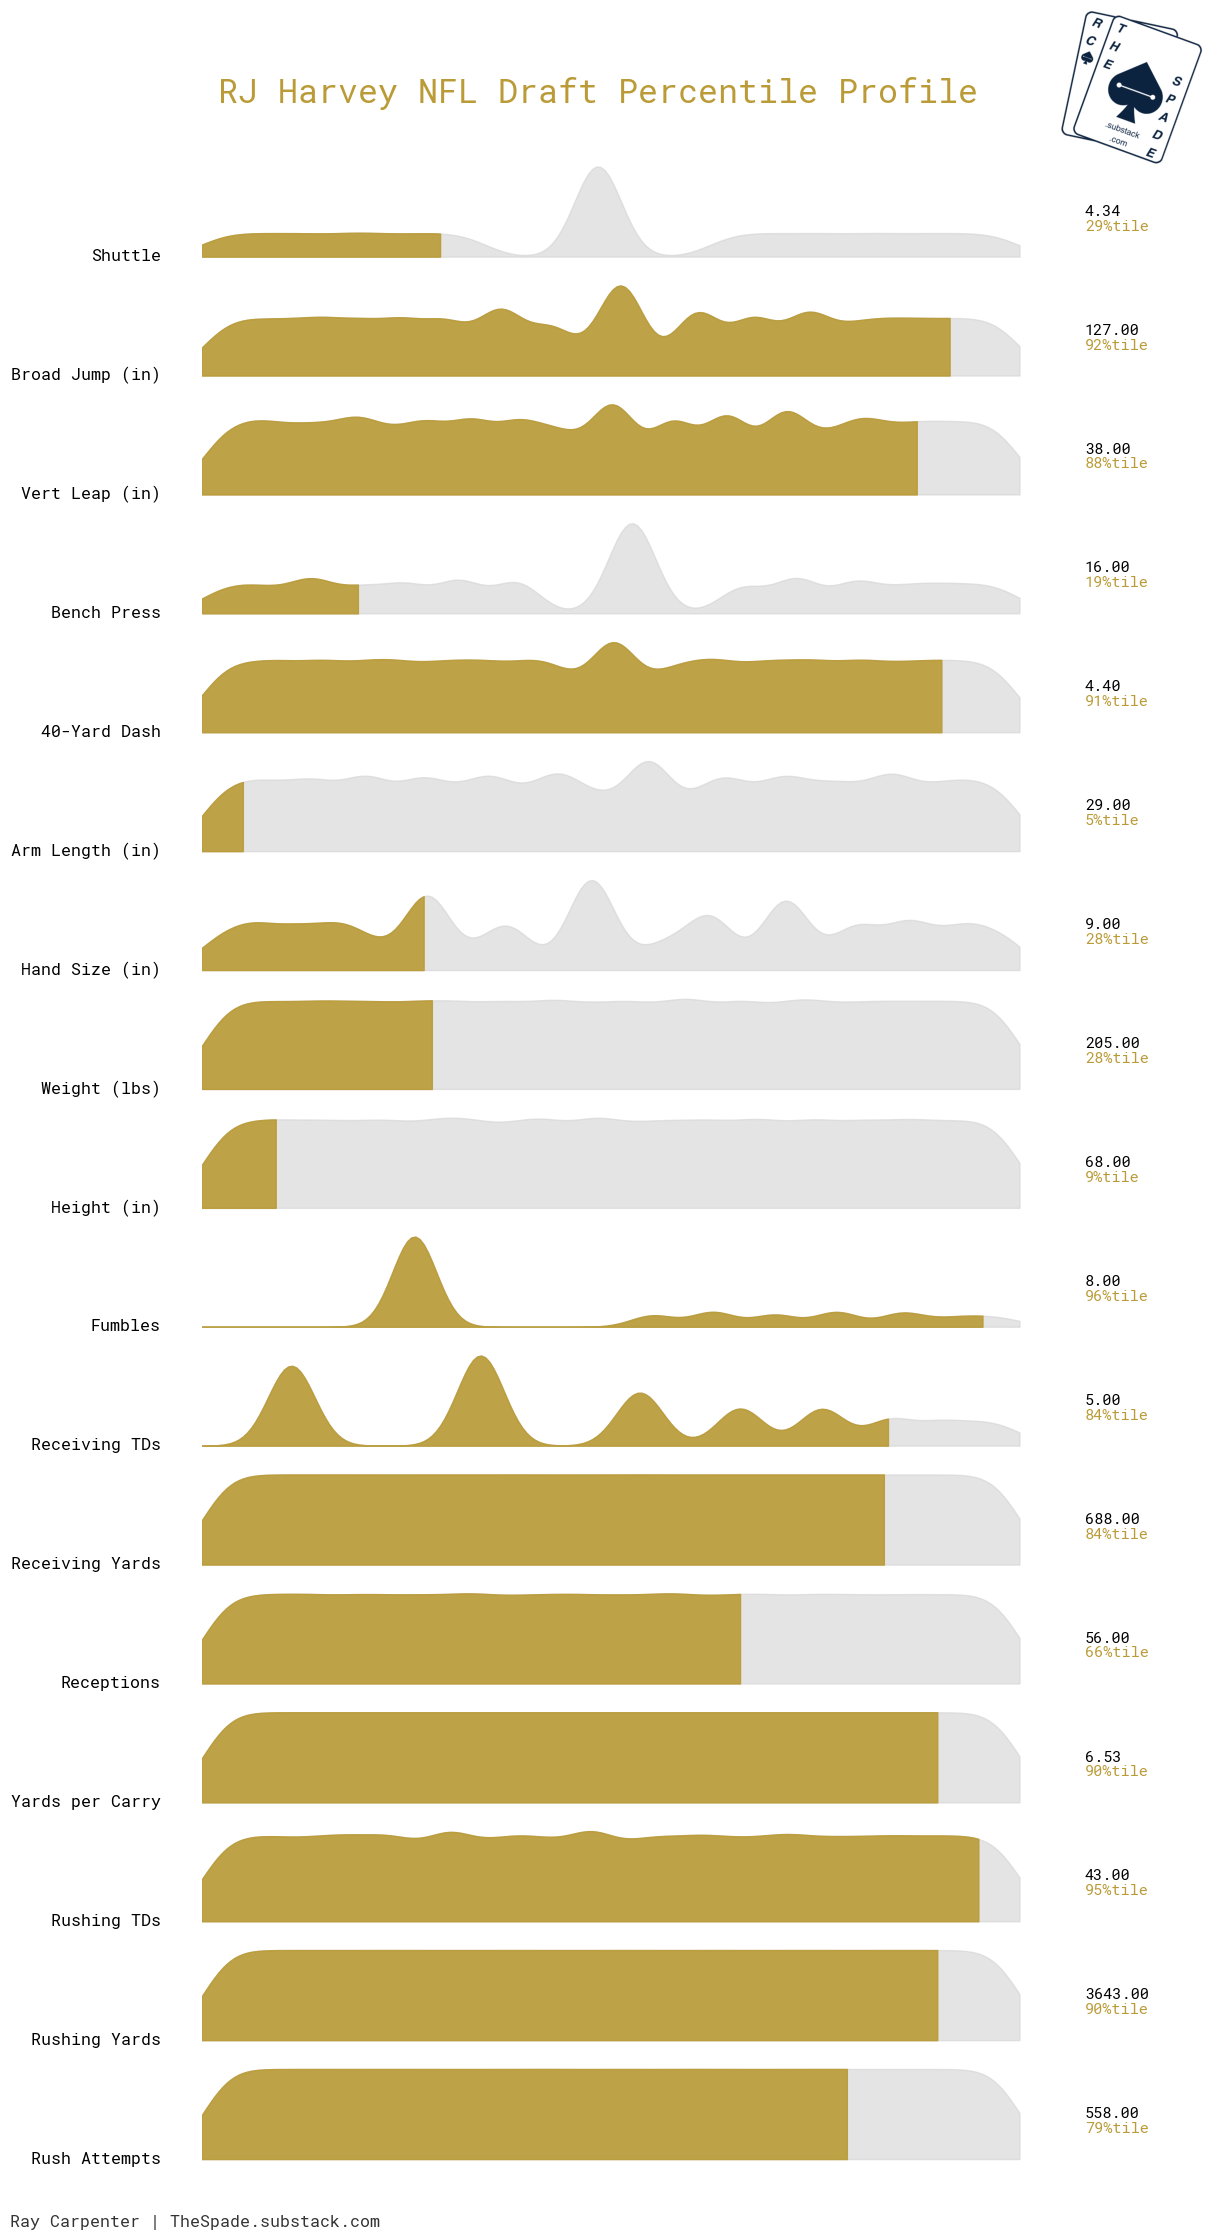 RJ Harvey NFL Draft Percentile Profile
R
C
T
H
E
S
P
A
D
E
.substack
.com
Shuttle
4.34
29%tile
Broad Jump (in)
127.00
92%tile
Vert Leap (in)
38.00
88%tile
Bench Press
16.00
19%tile
40-Yard Dash
4.40
91%tile
Arm Length (in)
29.00
5%tile
Hand Size (in)
9.00
28%tile
Weight (lbs)
205.00
28%tile
Height (in)
68.00
9%tile
Fumbles
8.00
96%tile
Receiving TDs
5.00
84%tile
Receiving Yards
688.00
84%tile
Receptions
56.00
66%tile
Yards per Carry
6.53
90%tile
Rushing TDs
43.00
95%tile
Rushing Yards
3643.00
90%tile
Rush Attempts
558.00
79%tile
Ray Carpenter | TheSpade.substack.com